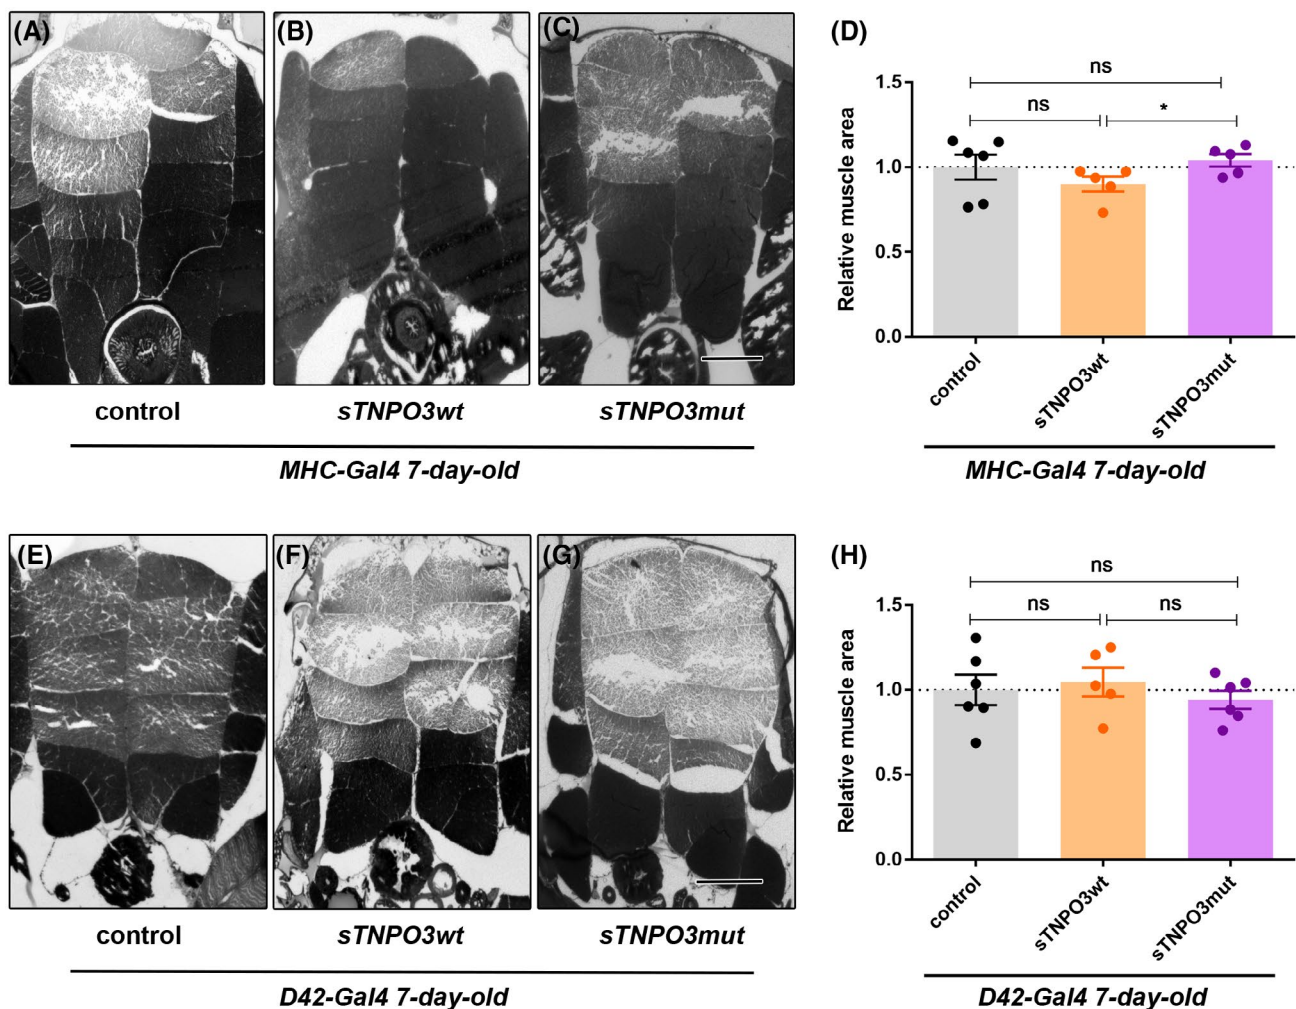 (A)
(B)
(C)
control
sTNPO3wt
sTNPO3mut
MHC-Gal4 7-day-old
(D)
ns
ns
*
1.5
1.0
0.5
0.0
Relative muscle area
control
sTNPO3wt
sTNPO3mut
MHC-Gal4 7-day-old
(E)
(F)
(G)
control
sTNPO3wt
sTNPO3mut
D42-Gal4 7-day-old
(H)
ns
ns
ns
1.5
1.0
0.5
0.0
Relative muscle area
control
sTNPO3wt
sTNPO3mut
D42-Gal4 7-day-old